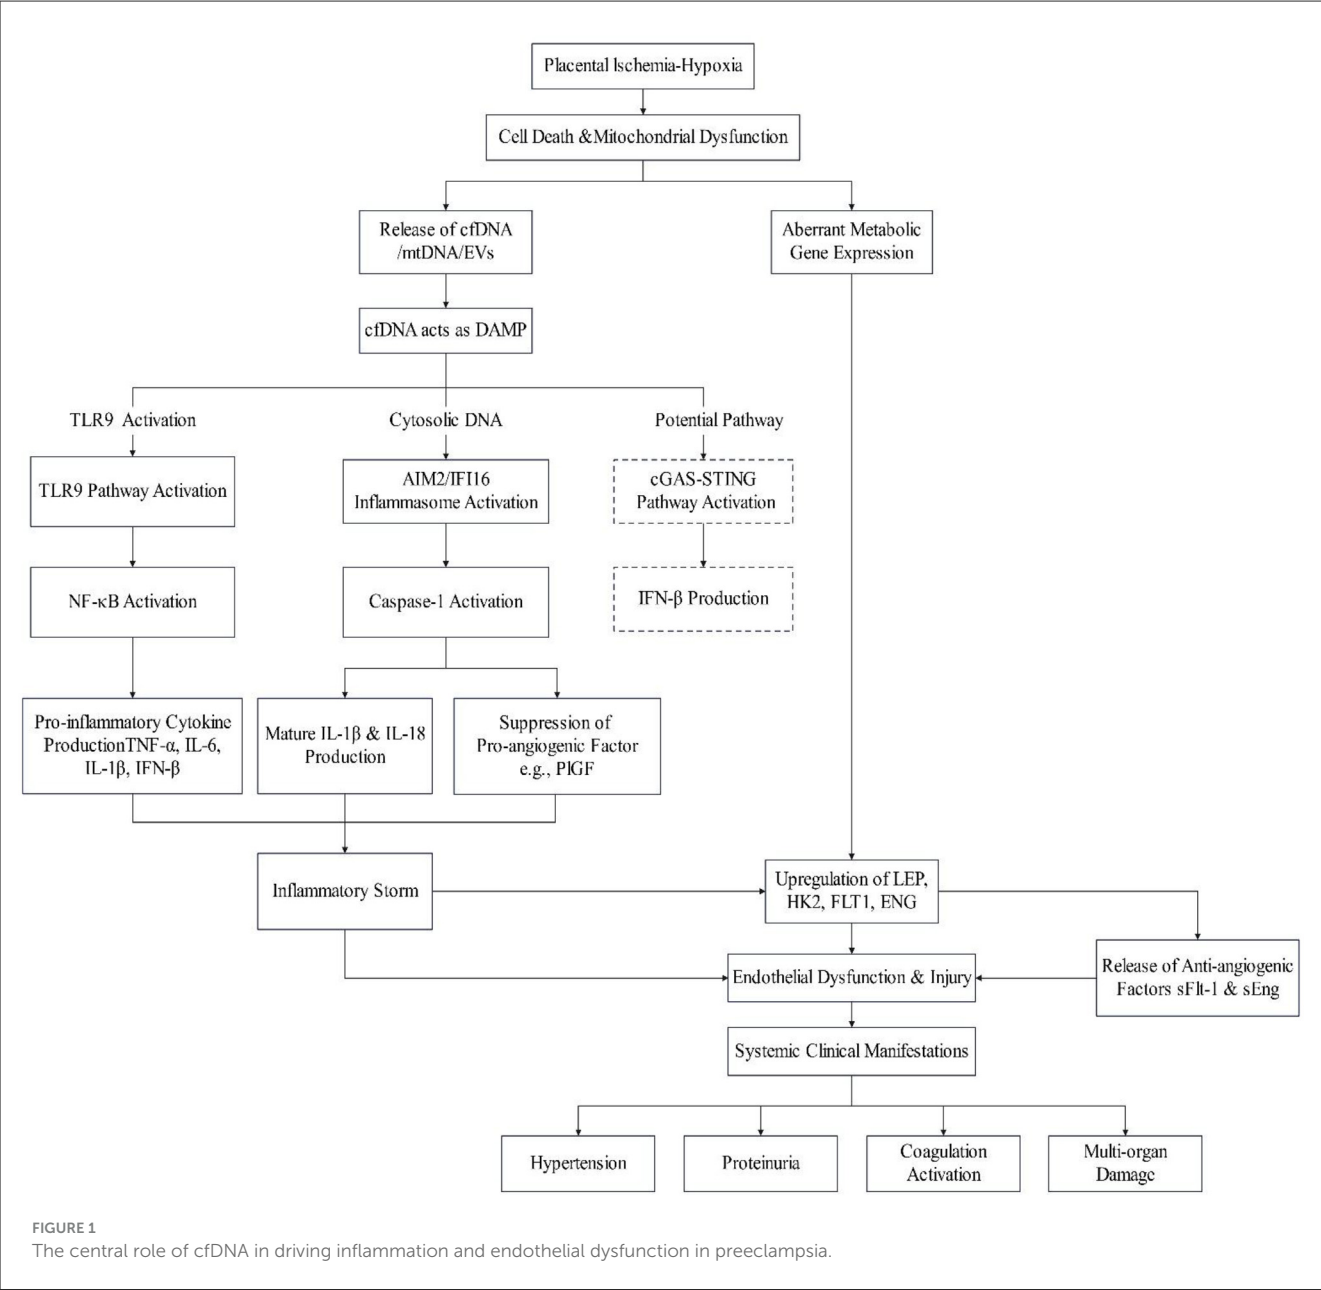 Placental Ischemia-Hypoxia
Cell Death &Mitochondrial Dysfunction
Release of cfDNA
/mtDNA/EVs
Aberrant Metabolic
Gene Expression
cfDNA acts as DAMP
TLR9 Activation
Cytosolic DNA
Potential Pathway
TLR9 Pathway Activation
AIM2/IFI16
Inflammasome Activation
cGAS-STING
Pathway Activation
NF-κB Activation
Caspase-1 Activation
IFN-β Production
Pro-inflammatory Cytokine
ProductionTNF-α, IL-6,
IL-1β, IFN-β
Mature IL-1β & IL-18
Production
Suppression of
Pro-angiogenic Factor
e.g., PlGF
Inflammatory Storm
Upregulation of LEP,
HK2, FLT1, ENG
Endothelial Dysfunction & Injury
Release of Anti-angiogenic
Factors sFlt-1 & sEng
Systemic Clinical Manifestations
Hypertension
Proteinuria
Coagulation
Activation
Multi-organ
Damage
FIGURE 1
The central role of cfDNA in driving inflammation and endothelial dysfunction in preeclampsia.